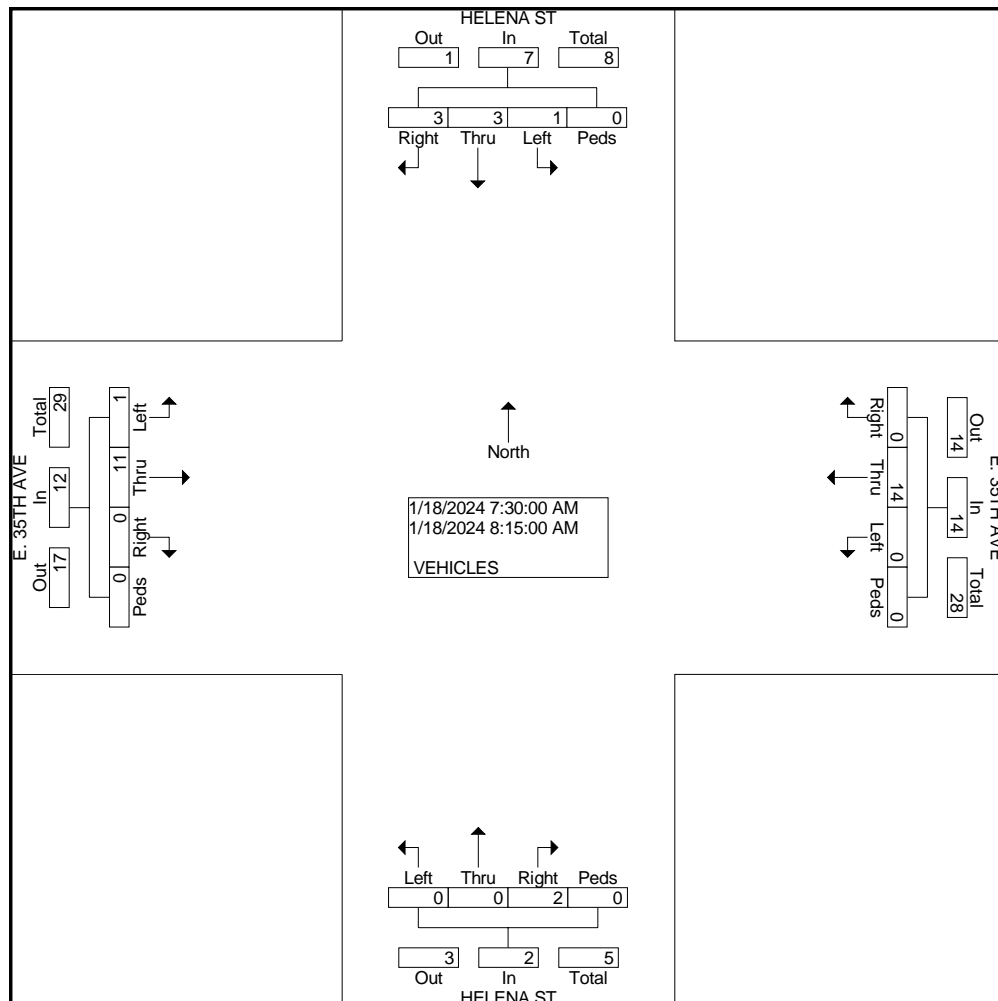 HELENA ST
Out In Total
1 7 8
3 3 1 0
Right Thru Left Peds
E. 35TH AVE
Total In Out
29 12 17
1 11 0 0
Left Thru Right Peds
North
1/18/2024 7:30:00 AM
1/18/2024 8:15:00 AM
VEHICLES
Right Thru Left Peds
0 14 0 0
Out In Total
14 14 28
E. 35TH AVE
Left Thru Right Peds
0 0 2 0
3 2 5
Out In Total
HELENA ST